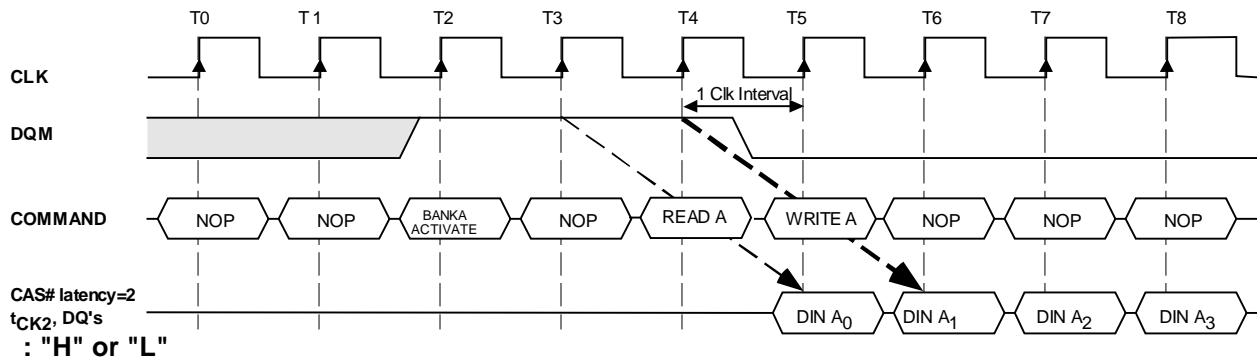 T0 T1 T2 T3 T4 T5 T6 T7 T8
CLK
1 Clk Interval
DQM
COMMAND NOP NOP BANKA ACTIVATE NOP READ A WRITE A NOP NOP NOP
CAS# latency=2
tCK2, DQ's DIN A0 DIN A1 DIN A2 DIN A3
: "H" or "L"